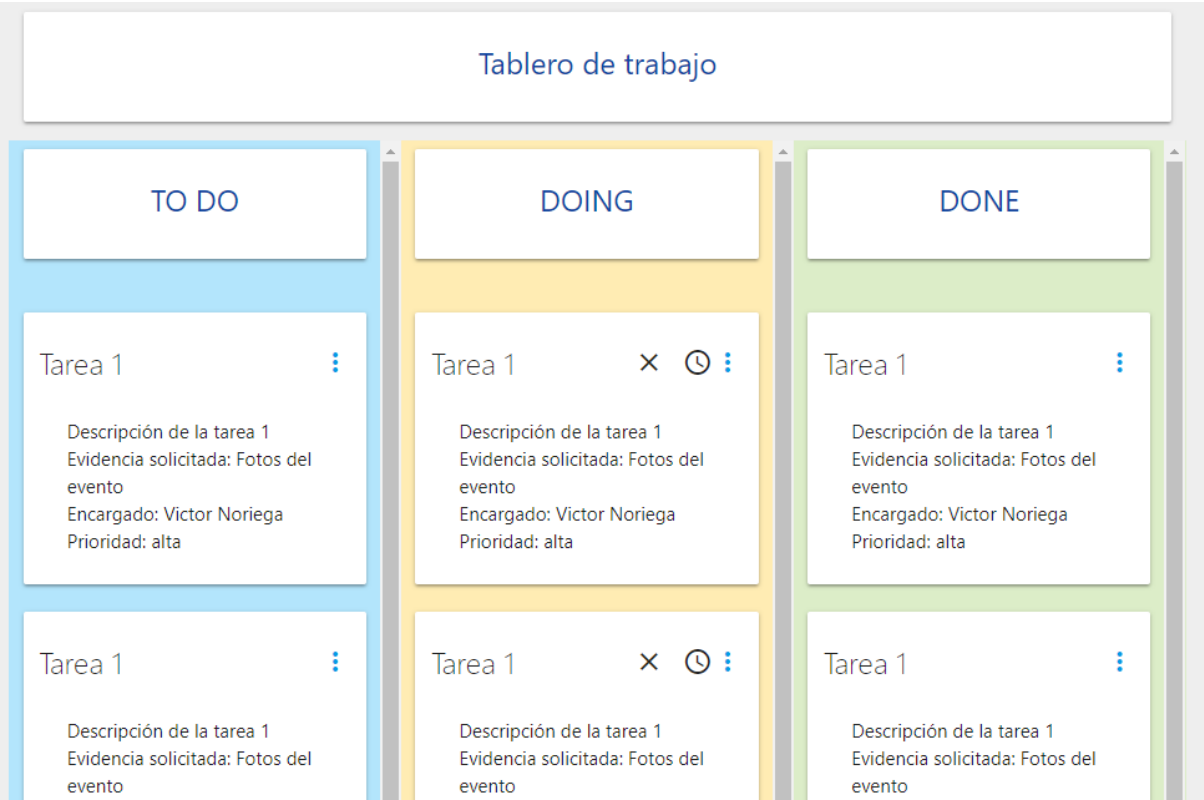 Tablero de trabajo
TO DO
Tarea 1
Descripción de la tarea 1
Evidencia solicitada: Fotos del
evento
Encargado: Victor Noriega
Prioridad: alta
Tarea 1
Descripción de la tarea 1
Evidencia solicitada: Fotos del
evento
DOING
Tarea 1
Descripción de la tarea 1
Evidencia solicitada: Fotos del
evento
Encargado: Victor Noriega
Prioridad: alta
Tarea 1
Descripción de la tarea 1
Evidencia solicitada: Fotos del
evento
DONE
Tarea 1
Descripción de la tarea 1
Evidencia solicitada: Fotos del
evento
Encargado: Victor Noriega
Prioridad: alta
Tarea 1
Descripción de la tarea 1
Evidencia solicitada: Fotos del
evento